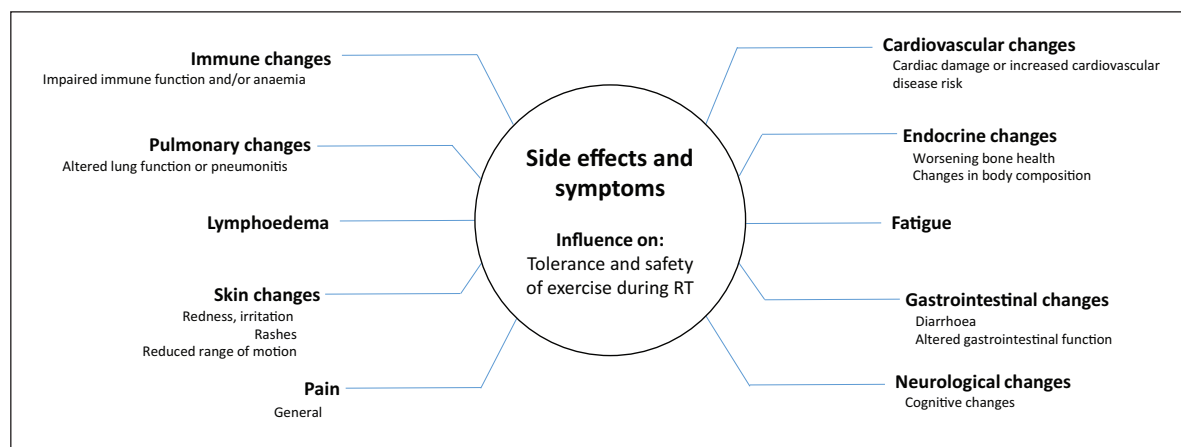 Immune changes
Impaired immune function and/or anaemia
Pulmonary changes
Altered lung function or pneumonitis
Lymphoedema
Skin changes
Redness, irritation
Rashes
Reduced range of motion
Pain
General
Side effects and
symptoms
Influence on:
Tolerance and safety
of exercise during RT
Cardiovascular changes
Cardiac damage or increased cardiovascular
disease risk
Endocrine changes
Worsening bone health
Changes in body composition
Fatigue
Gastrointestinal changes
Diarrhoea
Altered gastrointestinal function
Neurological changes
Cognitive changes